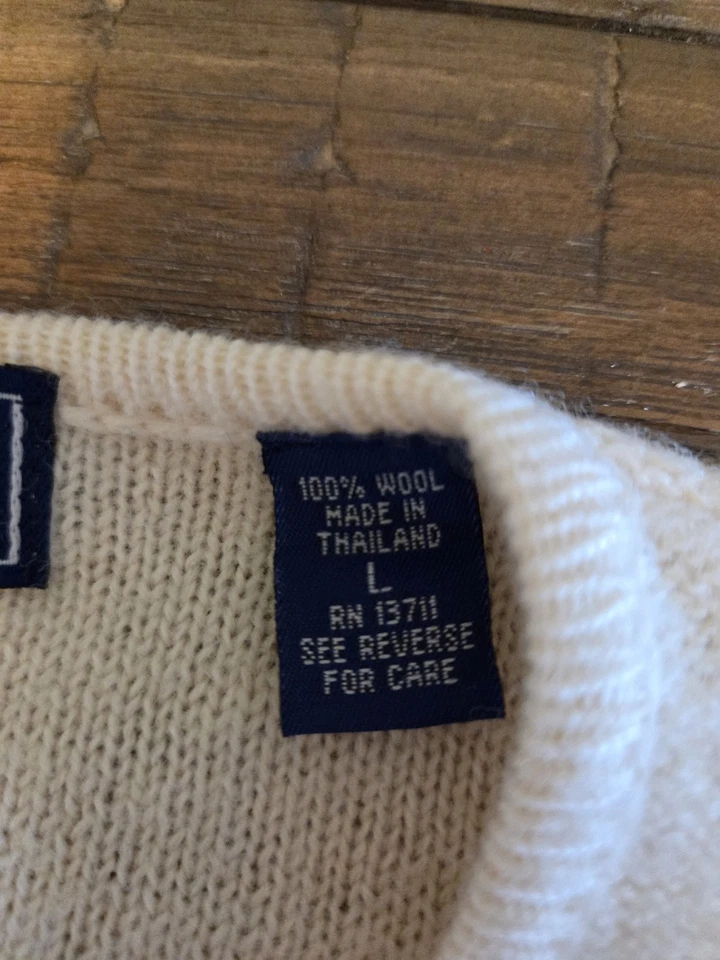 100% WOOL
MADE IN
THAILAND
L
RN 13711
SEE REVERSE
FOR CARE